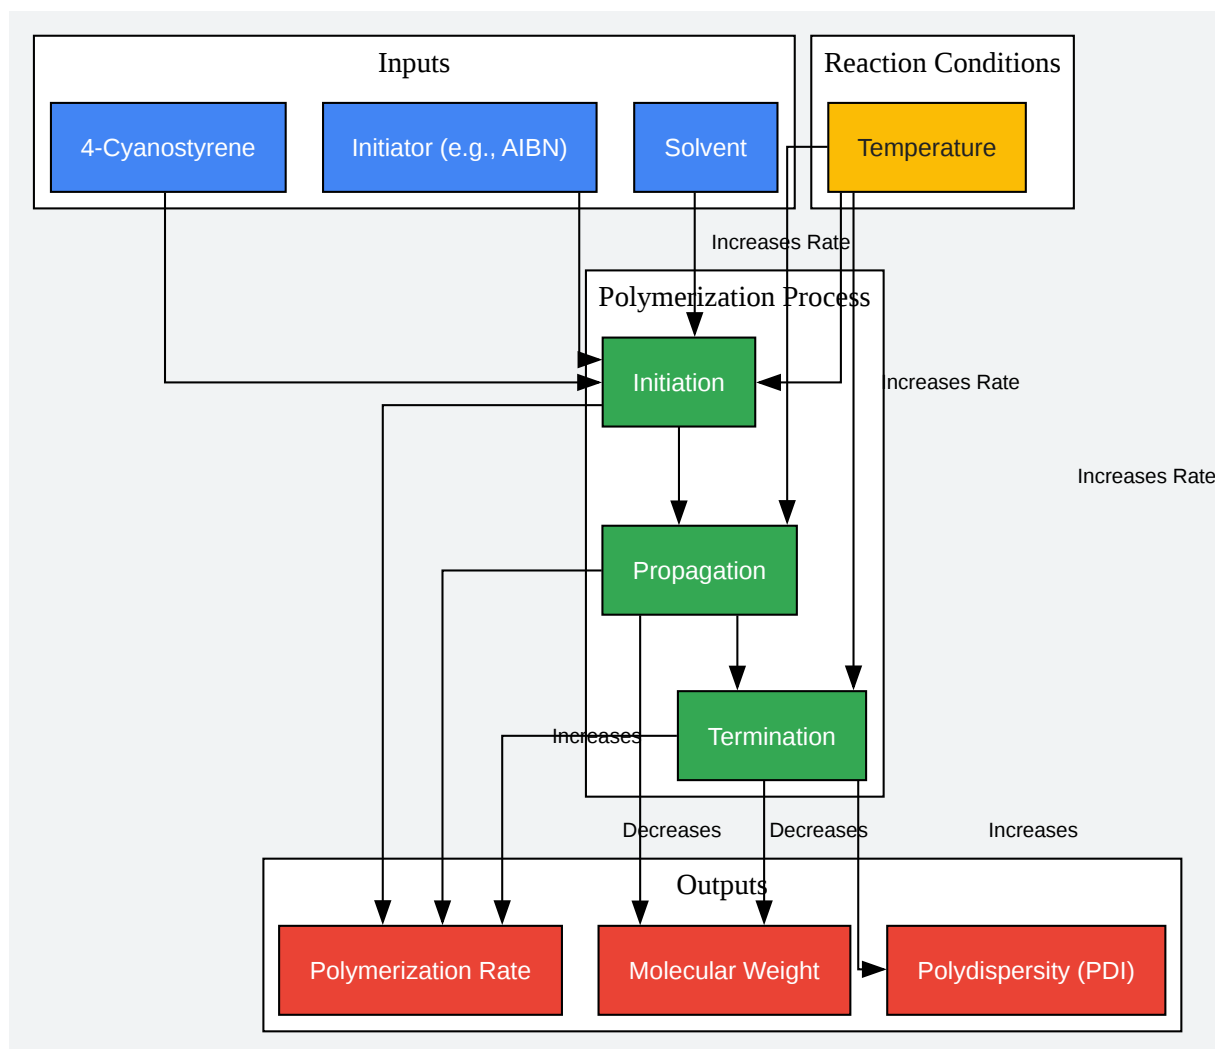 Inputs
Reaction Conditions
4-Cyanostyrene
Initiator (e.g., AIBN)
Solvent
Temperature
Increases Rate
Polymerization Process
Initiation
Increases Rate
Increases Rate
Propagation
Increases
Termination
Decreases
Decreases
Increases
Outputs
Polymerization Rate
Molecular Weight
Polydispersity (PDI)